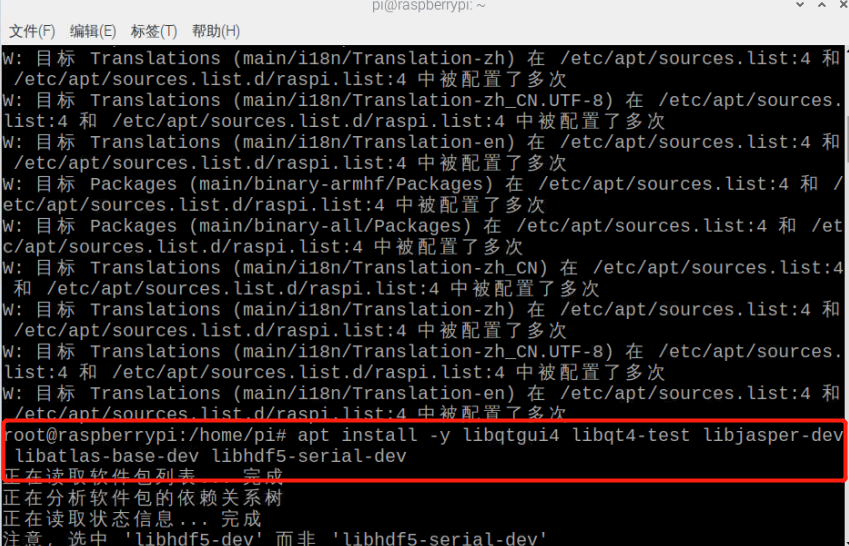 pi@raspberrypi: ~
文件(F) 编辑(E) 标签(T) 帮助(H)
W: 目标 Translations (main/i18n/Translation-zh) 在 /etc/apt/sources.list:4 和
/etc/apt/sources.list.d/raspi.list:4 中被配置了多次
W: 目标 Translations (main/i18n/Translation-zh_CN.UTF-8) 在 /etc/apt/sources.
list:4 和 /etc/apt/sources.list.d/raspi.list:4 中被配置了多次
W: 目标 Translations (main/i18n/Translation-en) 在 /etc/apt/sources.list:4 和
/etc/apt/sources.list.d/raspi.list:4 中被配置了多次
W: 目标 Packages (main/binary-armhf/Packages) 在 /etc/apt/sources.list:4 和 /
etc/apt/sources.list.d/raspi.list:4 中被配置了多次
W: 目标 Packages (main/binary-all/Packages) 在 /etc/apt/sources.list:4 和 /et
c/apt/sources.list.d/raspi.list:4 中被配置了多次
W: 目标 Translations (main/i18n/Translation-zh_CN) 在 /etc/apt/sources.list:4
和 /etc/apt/sources.list.d/raspi.list:4 中被配置了多次
W: 目标 Translations (main/i18n/Translation-zh) 在 /etc/apt/sources.list:4 和
/etc/apt/sources.list.d/raspi.list:4 中被配置了多次
W: 目标 Translations (main/i18n/Translation-zh_CN.UTF-8) 在 /etc/apt/sources.
list:4 和 /etc/apt/sources.list.d/raspi.list:4 中被配置了多次
W: 目标 Translations (main/i18n/Translation-en) 在 /etc/apt/sources.list:4 和
/etc/apt/sources.list.d/raspi.list:4 中被配置了多次
root@raspberrypi:/home/pi# apt install -y libqtgui4 libqt4-test libjasper-dev
libatlas-base-dev libhdf5-serial-dev
正在读取软件包列表... 完成
正在分析软件包的依赖关系树
正在读取状态信息... 完成
注意, 选中 'libhdf5-dev' 而非 'libhdf5-serial-dev'